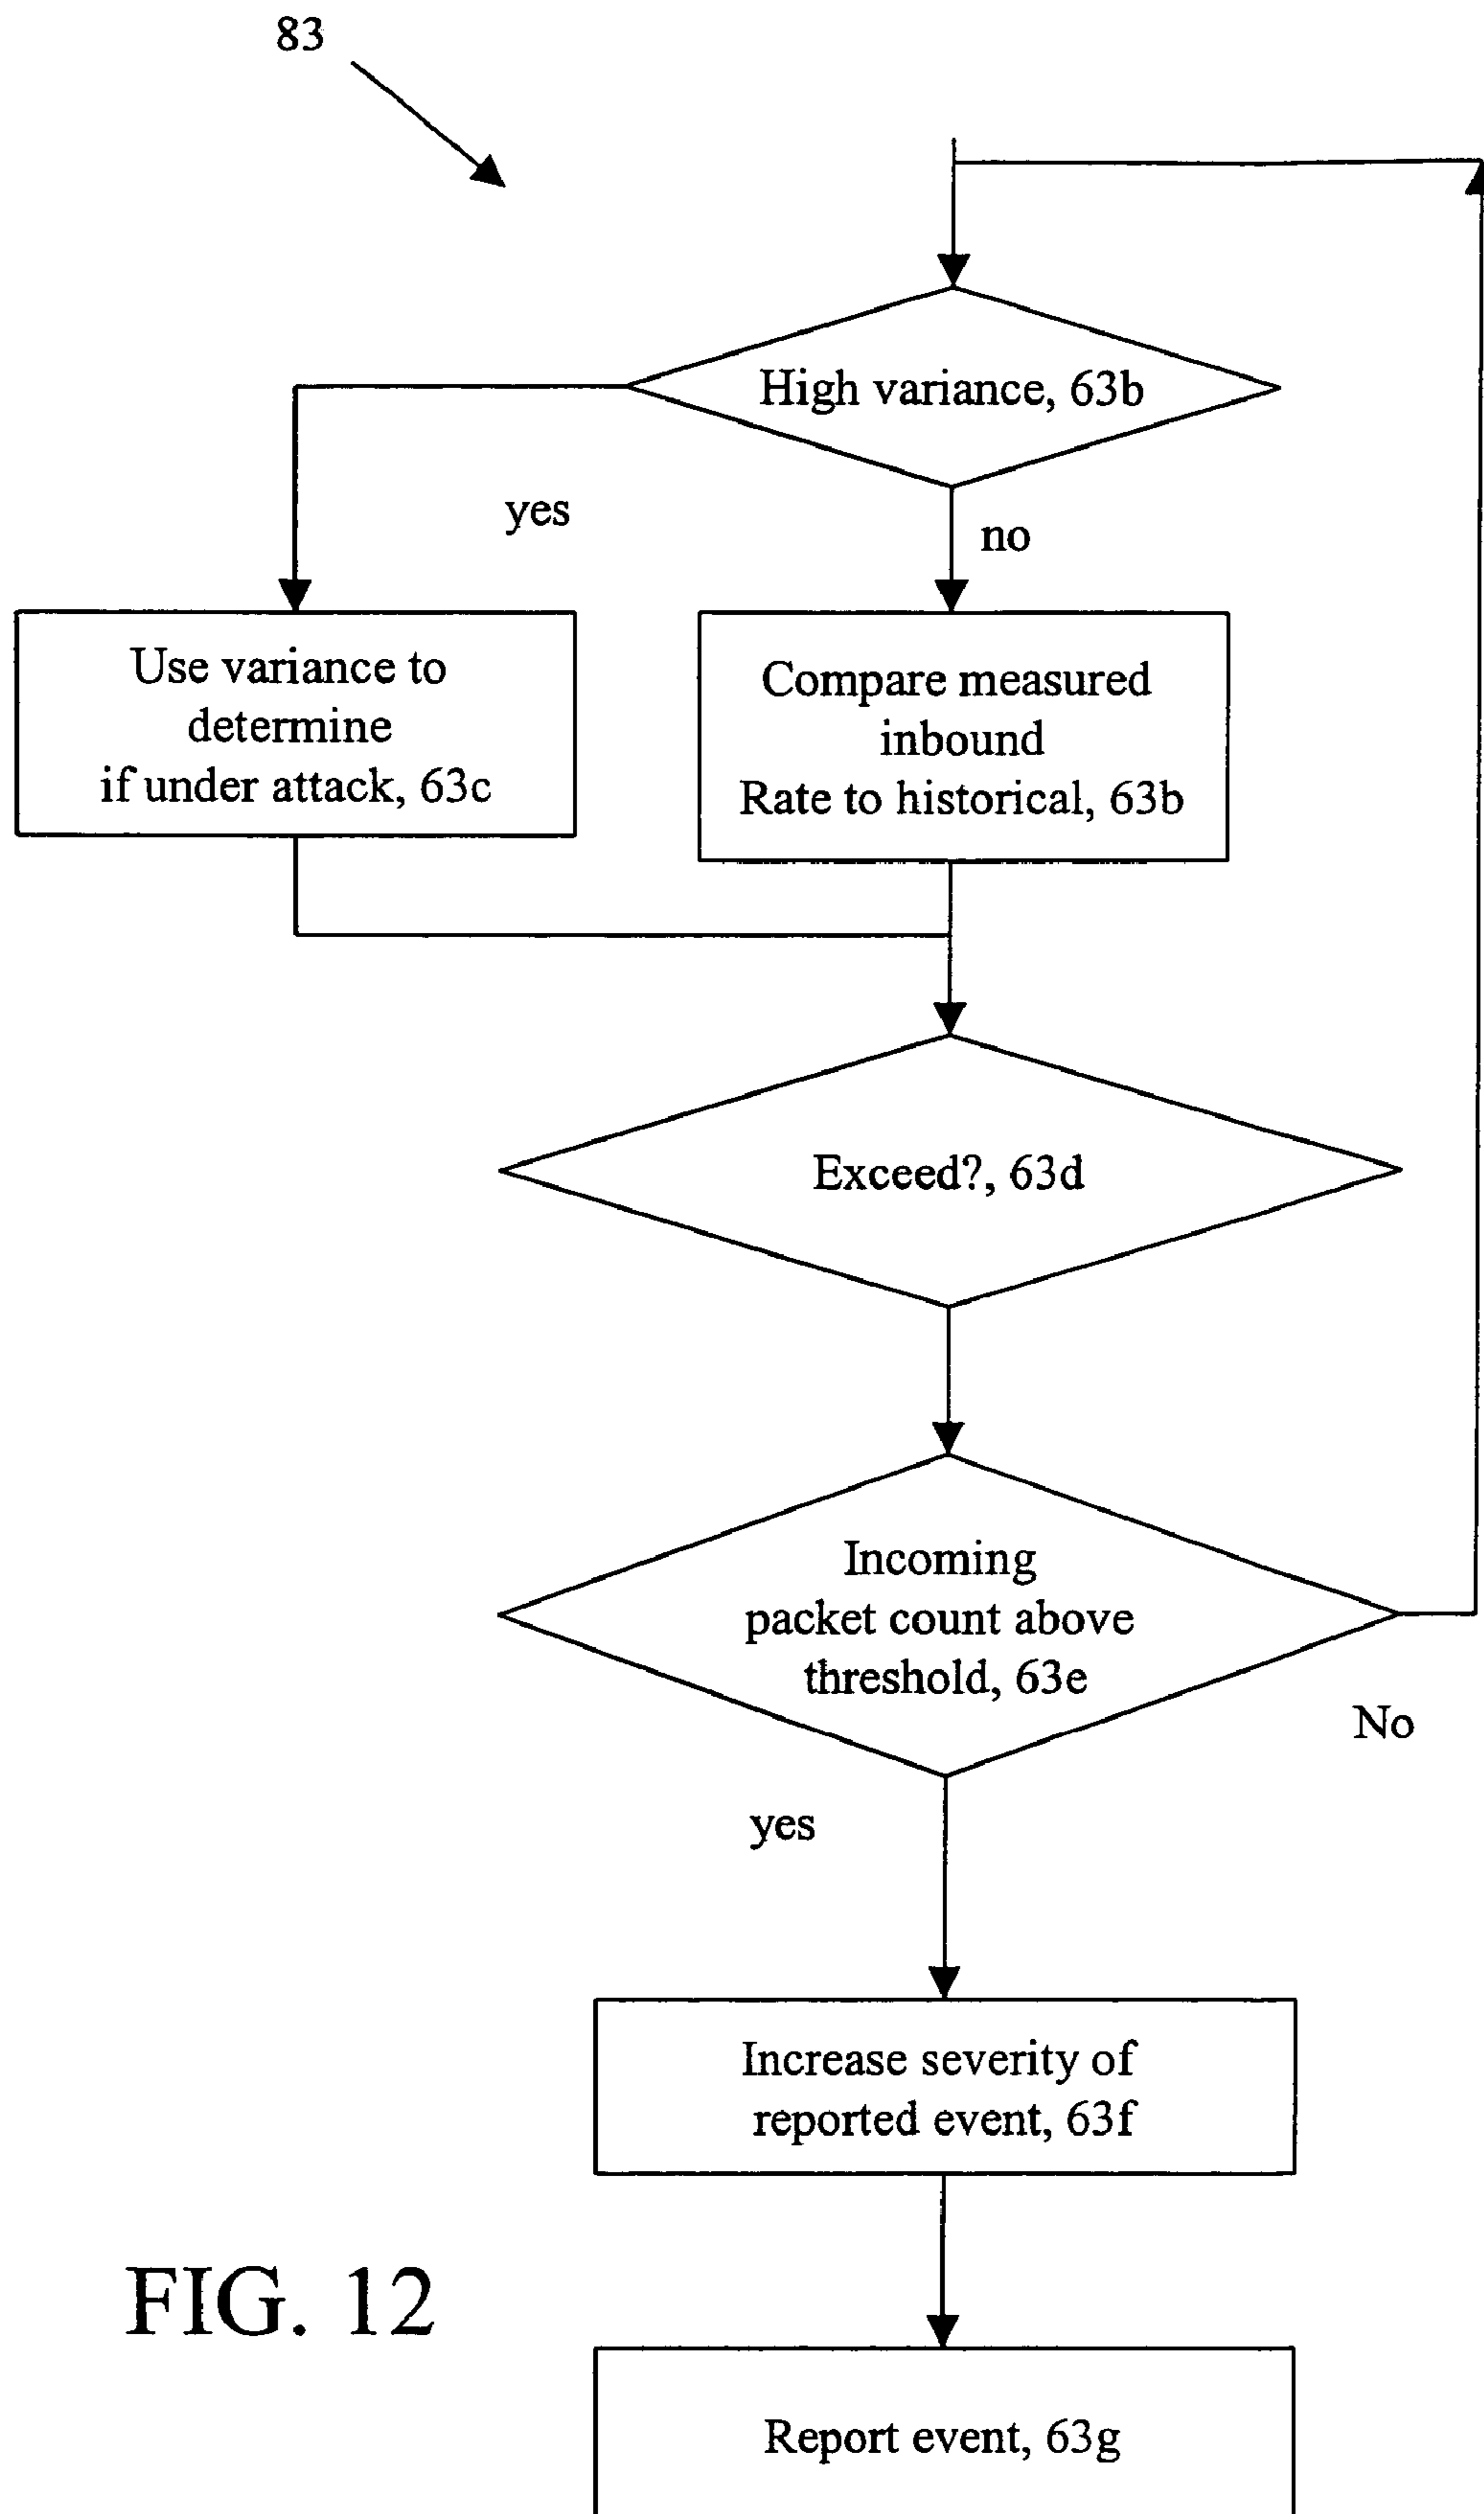 83
High variance, 63b
yes
no
Use variance to
determine
if under attack, 63c
Compare measured
inbound
Rate to historical, 63b
Exceed?, 63d
Incoming
packet count above
threshold, 63e
No
yes
Increase severity of
reported event, 63f
FIG. 12
Report event, 63g